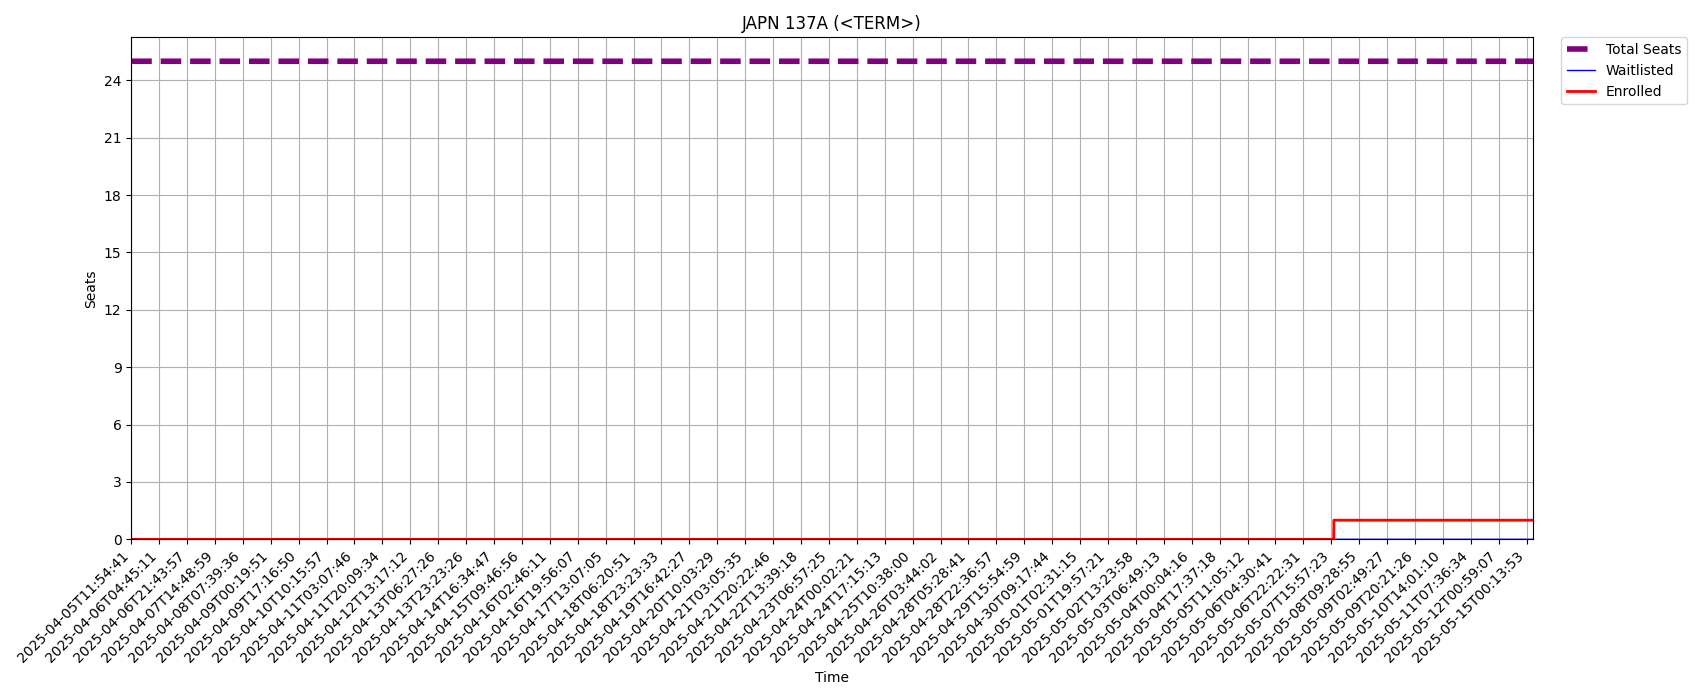 JAPN 137A (<TERM>)
Total Seats
Waitlisted
Enrolled
Seats
24
21
18
15
12
9
6
3
0
2025-04-05T11:54:41
2025-04-06T04:45:11
2025-04-06T21:43:57
2025-04-07T14:48:59
2025-04-08T07:39:36
2025-04-09T00:19:51
2025-04-09T17:16:50
2025-04-10T10:15:57
2025-04-11T03:07:46
2025-04-11T20:09:34
2025-04-12T13:17:12
2025-04-13T06:27:26
2025-04-13T23:23:26
2025-04-14T16:34:47
2025-04-15T09:46:56
2025-04-16T02:46:11
2025-04-16T19:56:07
2025-04-17T13:07:05
2025-04-18T06:20:51
2025-04-18T23:23:33
2025-04-19T16:42:27
2025-04-20T10:03:29
2025-04-21T03:05:35
2025-04-21T20:22:46
2025-04-22T13:39:18
2025-04-23T06:57:25
2025-04-24T00:02:21
2025-04-24T17:15:13
2025-04-25T10:38:00
2025-04-26T03:44:02
2025-04-28T05:28:41
2025-04-28T22:36:57
2025-04-29T15:54:59
2025-04-30T09:17:44
2025-05-01T02:31:15
2025-05-01T19:57:21
2025-05-02T13:23:58
2025-05-03T06:49:13
2025-05-04T00:04:16
2025-05-04T17:37:18
2025-05-05T11:05:12
2025-05-06T04:30:41
2025-05-06T22:22:31
2025-05-07T15:57:23
2025-05-08T09:28:55
2025-05-09T02:49:27
2025-05-09T20:21:26
2025-05-10T14:01:10
2025-05-11T07:36:34
2025-05-12T00:59:07
2025-05-15T00:13:53
Time